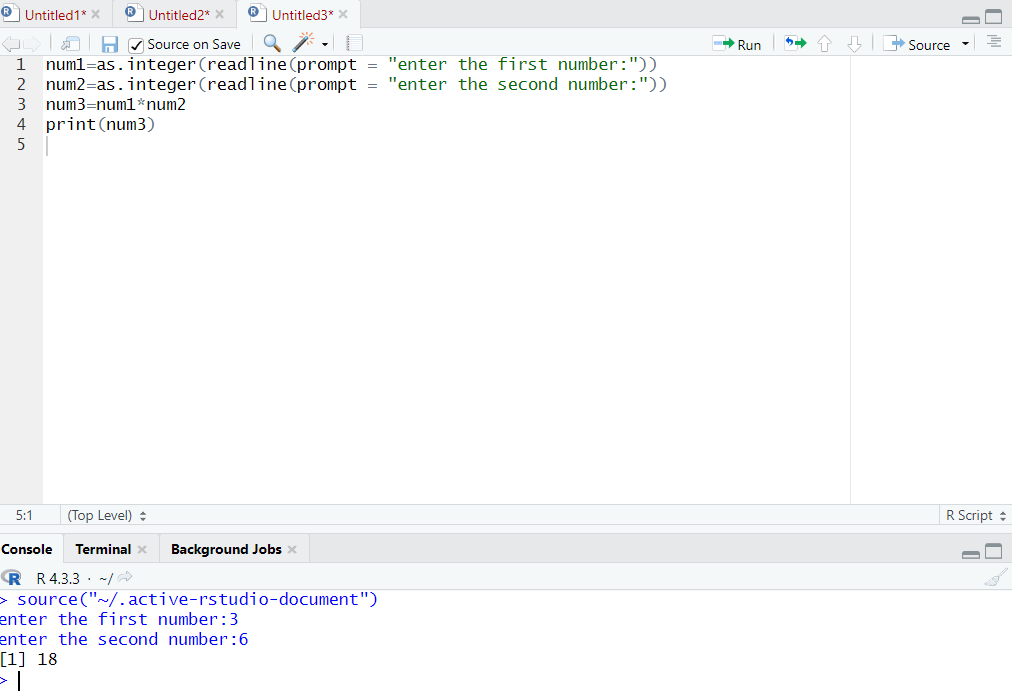 Untitled1* Untitled2* Untitled3*
Source on Save Run Source
1 num1=as.integer(readline(prompt = "enter the first number:"))
2 num2=as.integer(readline(prompt = "enter the second number:"))
3 num3=num1*num2
4 print(num3)
5
5:1 (Top Level) R Script
Console Terminal Background Jobs
R R 4.3.3 · ~/
> source("~/.active-rstudio-document")
enter the first number:3
enter the second number:6
[1] 18
>